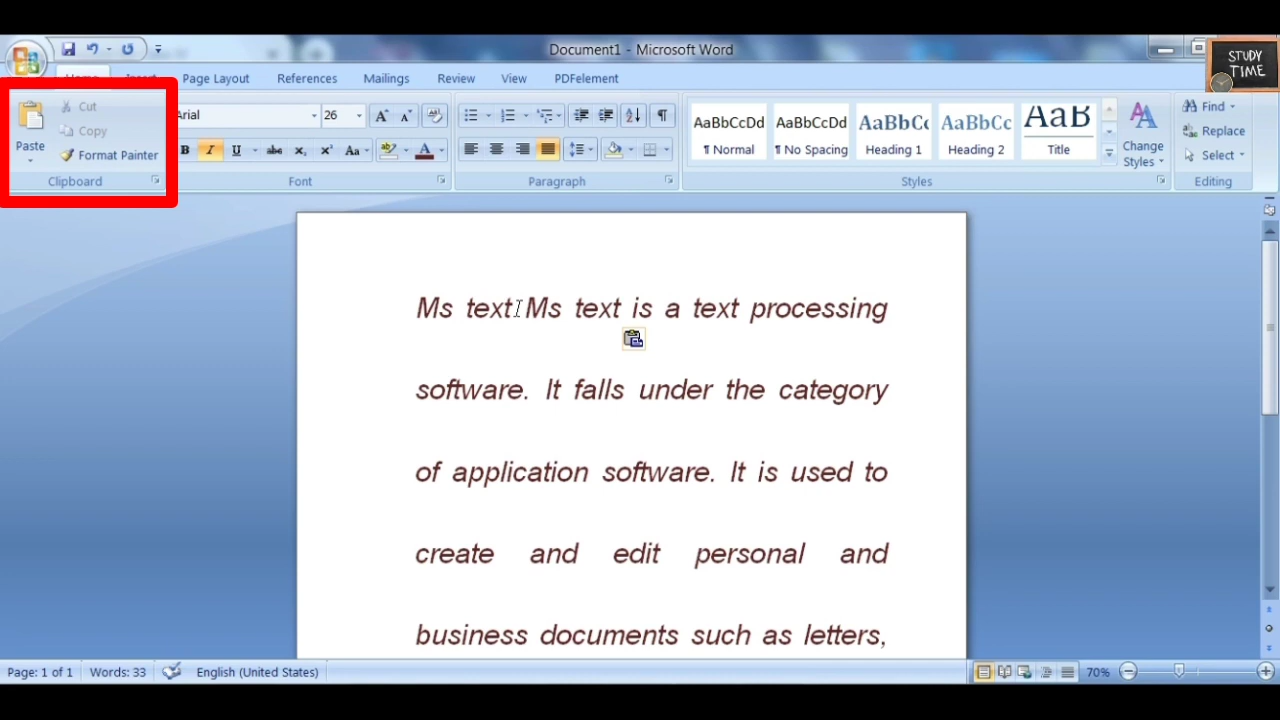 Document1 - Microsoft Word
STUDY
TIME
Page Layout
References
Mailings
Review
View
PDFelement
Cut
Copy
Format Painter
Paste
Clipboard
Arial
26
B I U abc x₂ x² Aa A
Font
Paragraph
AaBbCcDd
¶ Normal
AaBbCcDd
¶ No Spacing
AaBbCc
Heading 1
AaBbCc
Heading 2
AaB
Title
Change
Styles
Styles
Find
Replace
Select
Editing
Ms text Ms text is a text processing
software. It falls under the category
of application software. It is used to
create and edit personal and
business documents such as letters,
Page: 1 of 1
Words: 33
English (United States)
70%